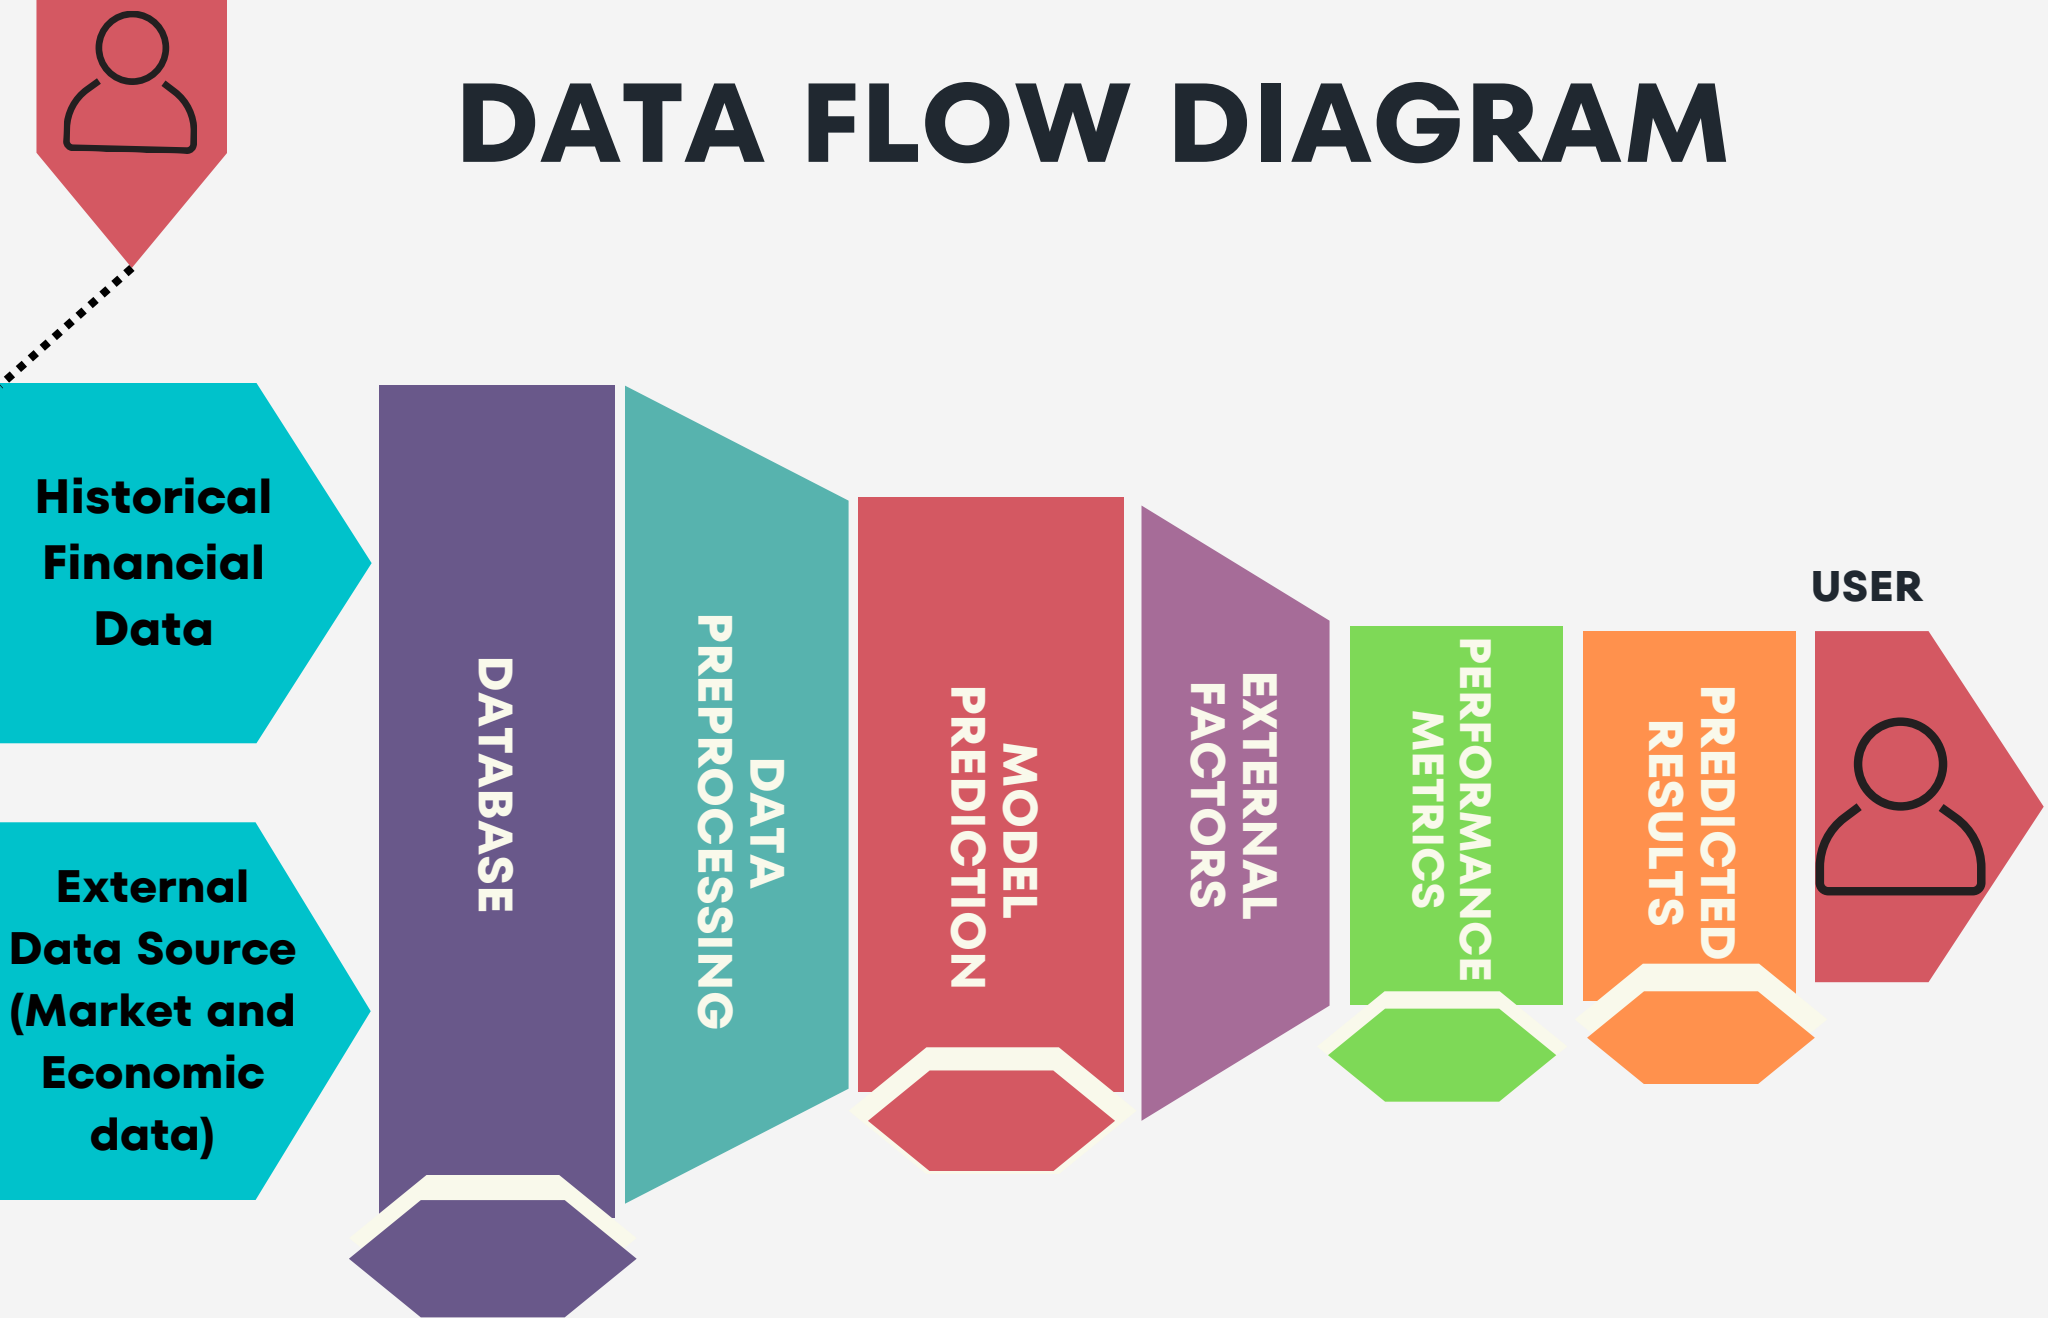 DATA FLOW DIAGRAM
Historical
Financial
Data
External
Data Source
(Market and
Economic
data)
DATABASE
DATA
PREPROCESSING
MODEL
PREDICTION
EXTERNAL
FACTORS
PERFORMANCE
METRICS
PREDICTED
RESULTS
USER